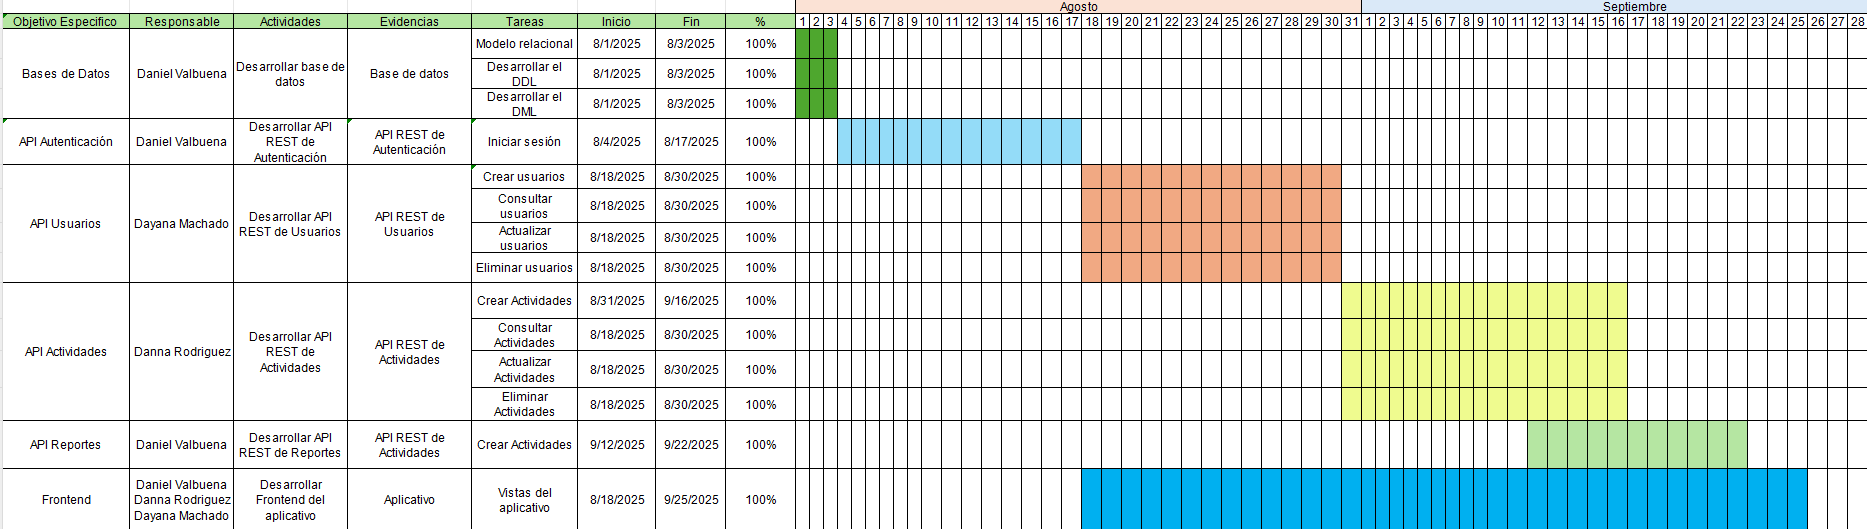 Agosto Septiembre
Objetivo Especifico Responsable Actividades Evidencias Tareas Inicio Fin % 1 2 3 4 5 6 7 8 9 10 11 12 13 14 15 16 17 18 19 20 21 22 23 24 25 26 27 28 29 30 31 1 2 3 4 5 6 7 8 9 10 11 12 13 14 15 16 17 18 19 20 21 22 23 24 25 26 27 28
Bases de Datos Daniel Valbuena
Desarrollar base de
datos
Base de datos
Modelo relacional 8/1/2025 8/3/2025 100%
Desarrollar el
DDL
8/1/2025 8/3/2025 100%
Desarrollar el
DML
8/1/2025 8/3/2025 100%
API Autenticación Daniel Valbuena
Desarrollar API
REST de
Autenticación
API REST de
Autenticación
Iniciar sesión 8/4/2025 8/17/2025 100%
API Usuarios Dayana Machado
Desarrollar API
REST de Usuarios
API REST de
Usuarios
Crear usuarios 8/18/2025 8/30/2025 100%
Consultar
usuarios
8/18/2025 8/30/2025 100%
Actualizar
usuarios
8/18/2025 8/30/2025 100%
Eliminar usuarios 8/18/2025 8/30/2025 100%
API Actividades Danna Rodriguez
Desarrollar API
REST de
Actividades
API REST de
Actividades
Crear Actividades 8/31/2025 9/16/2025 100%
Consultar
Actividades
8/18/2025 8/30/2025 100%
Actualizar
Actividades
8/18/2025 8/30/2025 100%
Eliminar
Actividades
8/18/2025 8/30/2025 100%
API Reportes Daniel Valbuena
Desarrollar API
REST de Reportes
API REST de
Actividades
Crear Actividades 9/12/2025 9/22/2025 100%
Frontend
Daniel Valbuena
Danna Rodriguez
Dayana Machado
Desarrollar
Frontend del
aplicativo
Aplicativo
Vistas del
aplicativo
8/18/2025 9/25/2025 100%